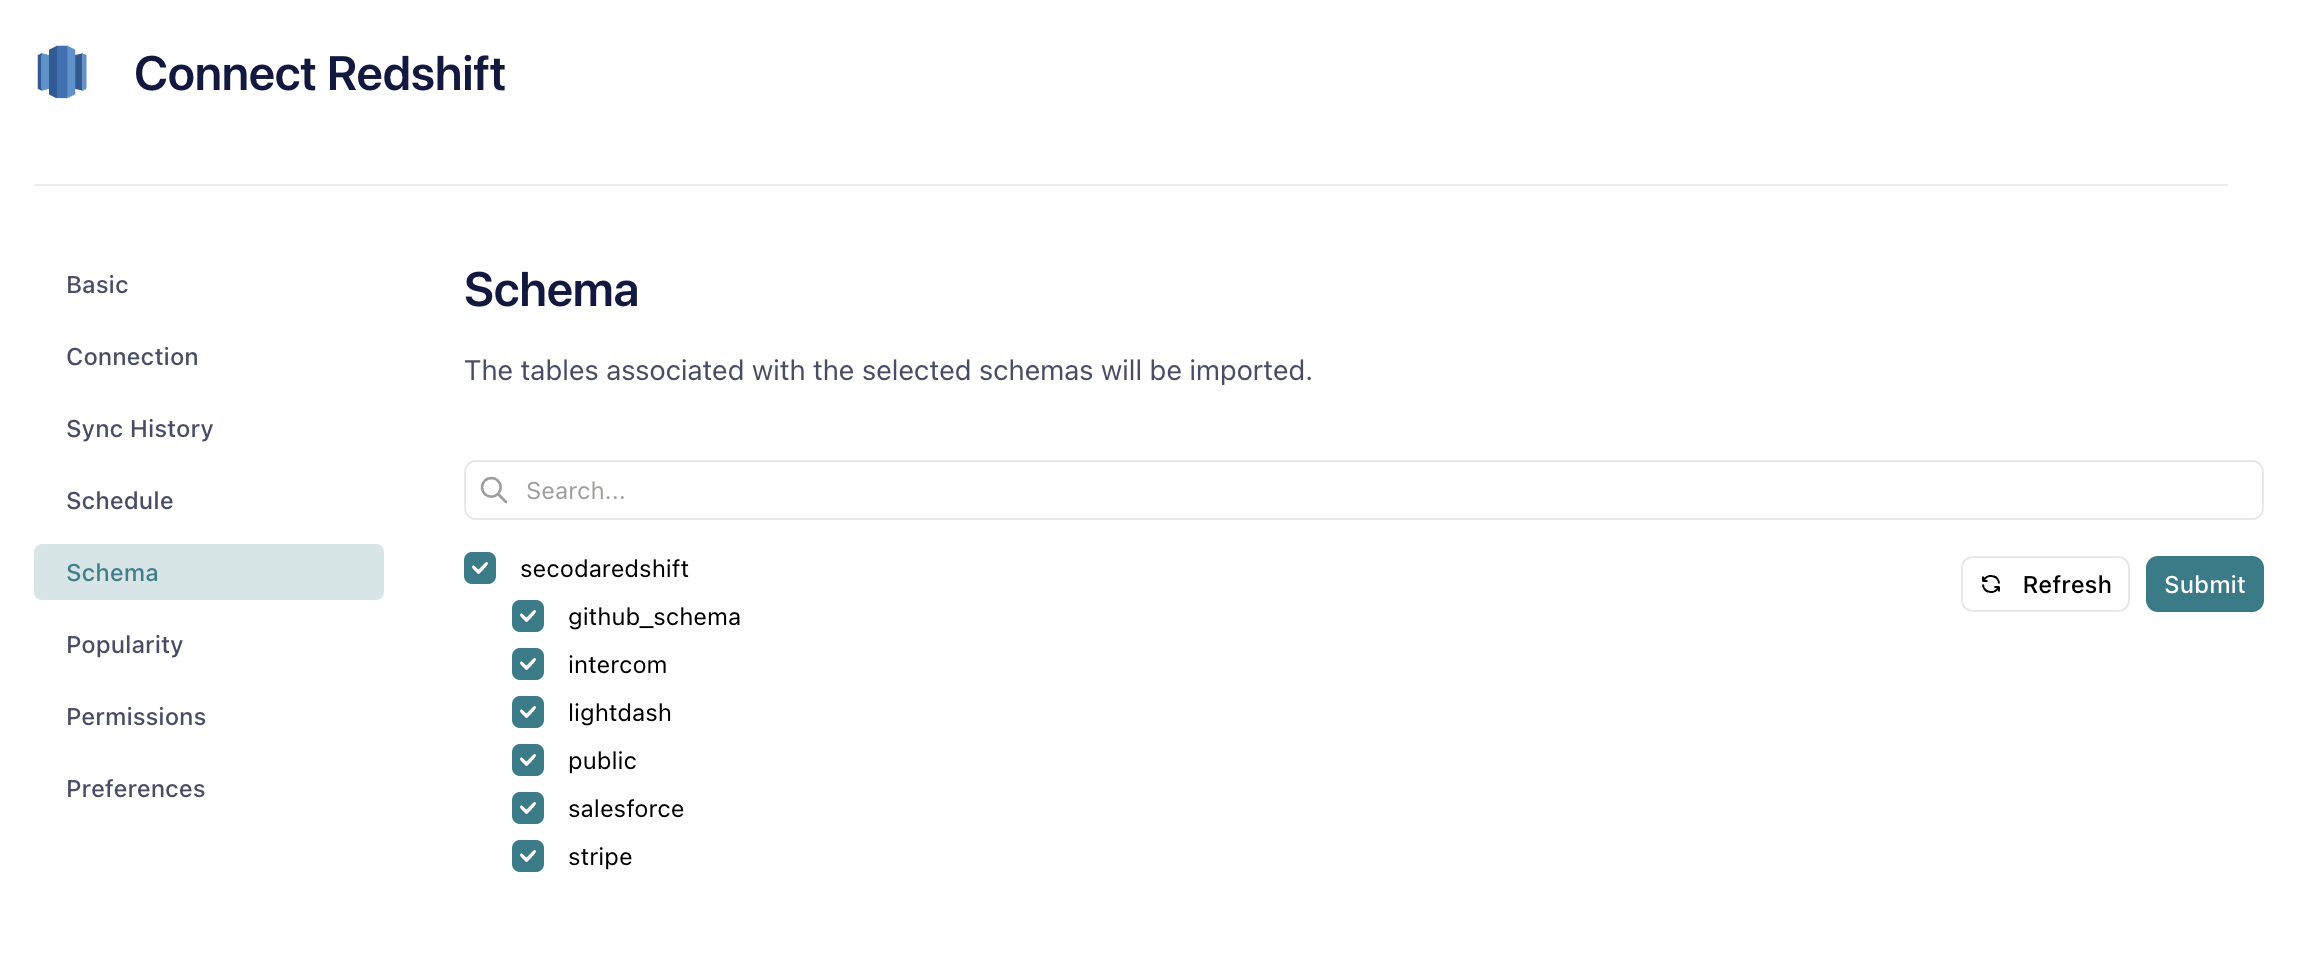 Connect Redshift
Basic
Connection
Sync History
Schedule
Schema
Popularity
Permissions
Preferences
Schema
The tables associated with the selected schemas will be imported.
Search...
secodaredshift
github_schema
intercom
lightdash
public
salesforce
stripe
Refresh
Submit